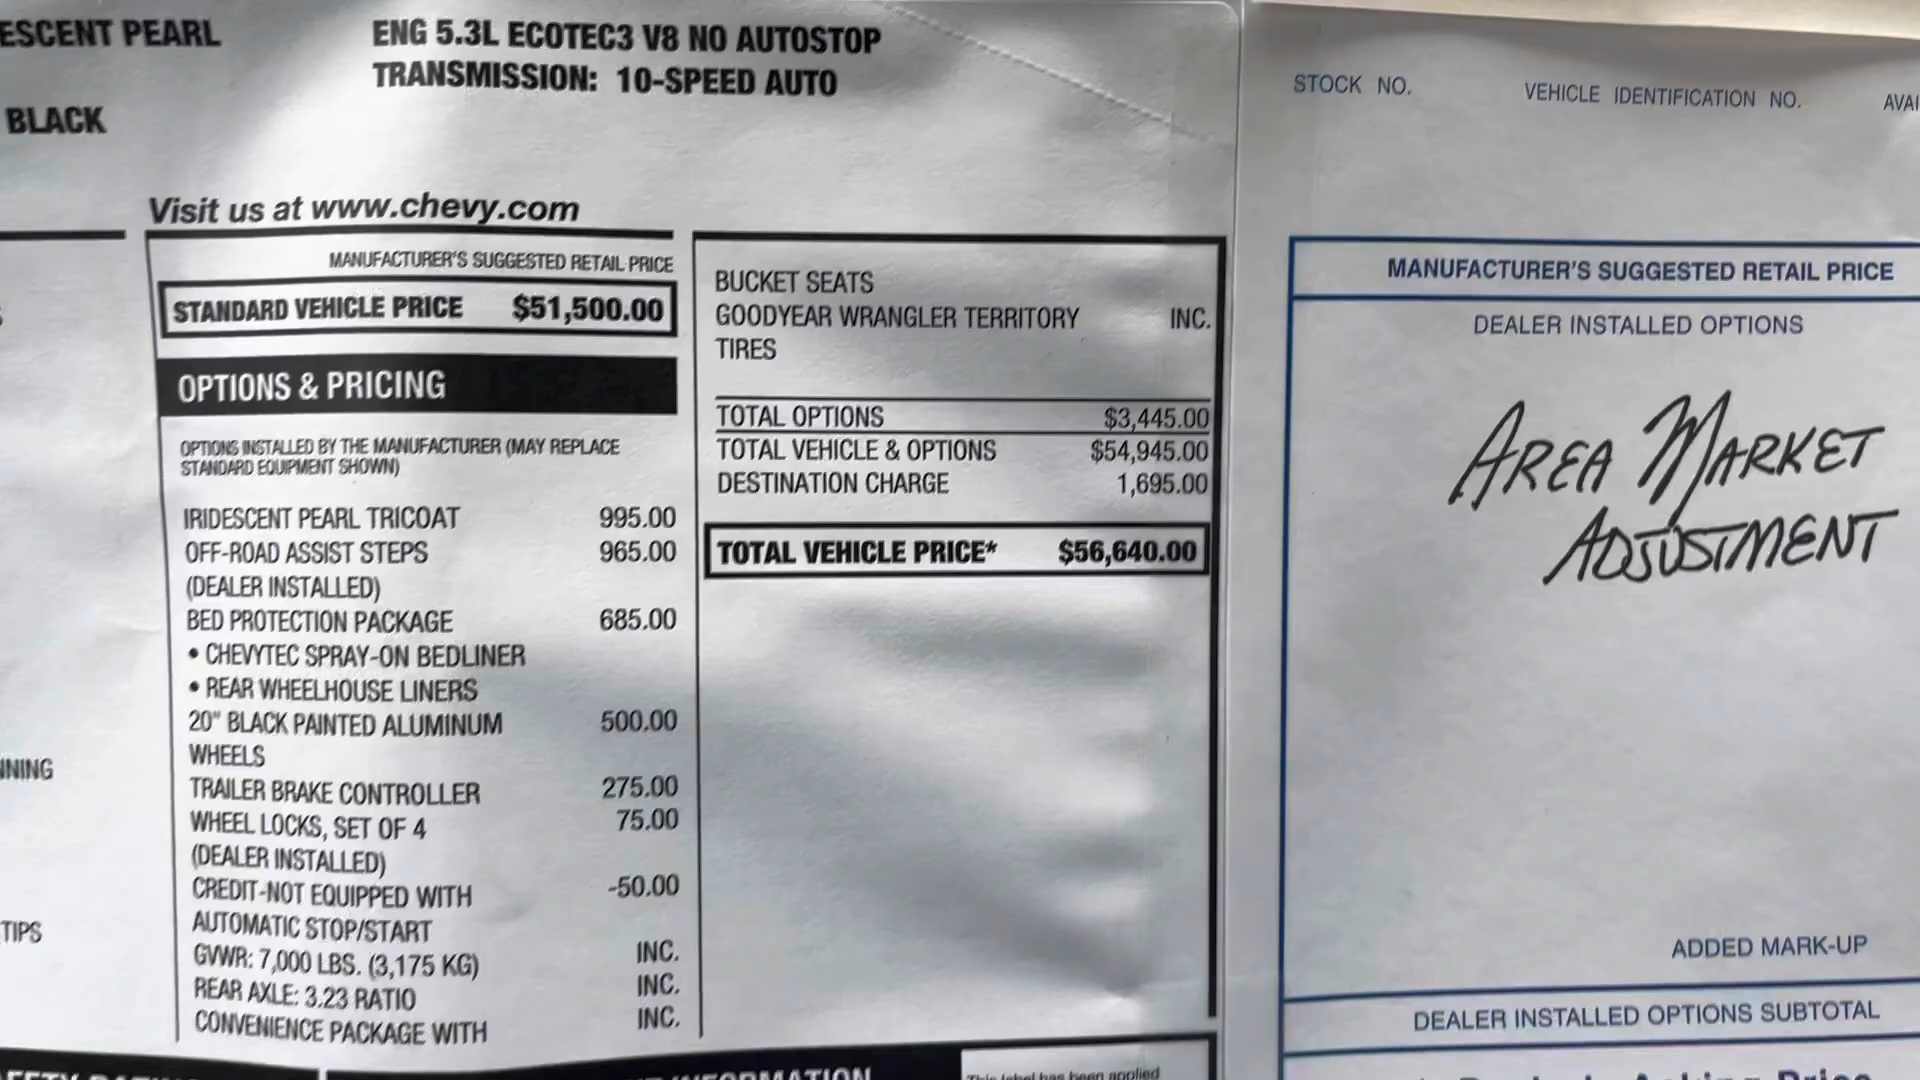 ESCENT PEARL
BLACK
ENG 5.3L ECOTEC3 V8 NO AUTOSTOP
TRANSMISSION: 10-SPEED AUTO
Visit us at www.chevy.com
MANUFACTURER'S SUGGESTED RETAIL PRICE
STANDARD VEHICLE PRICE $51,500.00
OPTIONS & PRICING
OPTIONS INSTALLED BY THE MANUFACTURER (MAY REPLACE
STANDARD EQUIPMENT SHOWN)
IRIDESCENT PEARL TRICOAT 995.00
OFF-ROAD ASSIST STEPS 965.00
(DEALER INSTALLED)
BED PROTECTION PACKAGE 685.00
• CHEVYTEC SPRAY-ON BEDLINER
• REAR WHEELHOUSE LINERS
20" BLACK PAINTED ALUMINUM 500.00
WHEELS
TRAILER BRAKE CONTROLLER 275.00
WHEEL LOCKS, SET OF 4 75.00
(DEALER INSTALLED)
CREDIT-NOT EQUIPPED WITH -50.00
AUTOMATIC STOP/START
GVWR: 7,000 LBS. (3,175 KG) INC.
REAR AXLE: 3.23 RATIO INC.
CONVENIENCE PACKAGE WITH INC.
BUCKET SEATS
GOODYEAR WRANGLER TERRITORY INC.
TIRES
TOTAL OPTIONS $3,445.00
TOTAL VEHICLE & OPTIONS $54,945.00
DESTINATION CHARGE 1,695.00
TOTAL VEHICLE PRICE* $56,640.00
NNING
TIPS
This label has been applied
STOCK NO. VEHICLE IDENTIFICATION NO. AVAI
MANUFACTURER'S SUGGESTED RETAIL PRICE
DEALER INSTALLED OPTIONS
AREA MARKET
ADJUSTMENT
ADDED MARK-UP
DEALER INSTALLED OPTIONS SUBTOTAL